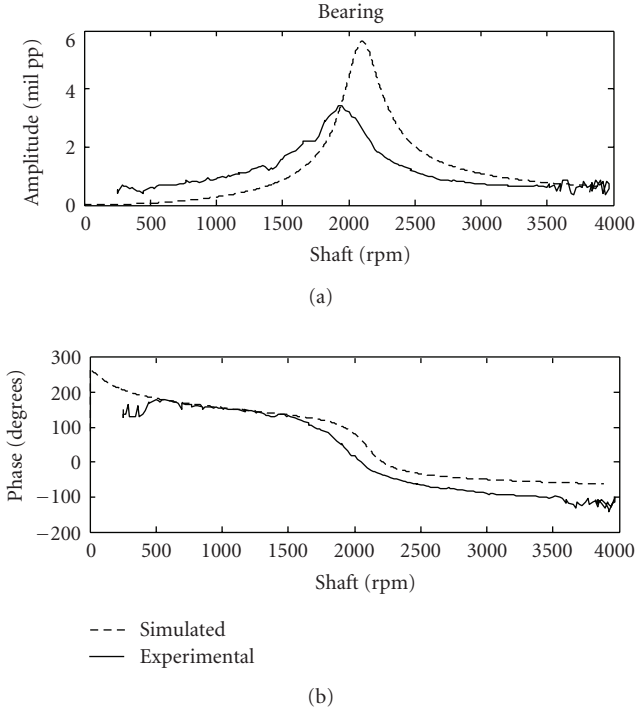 Bearing
Amplitude (mil pp)
6
4
2
0
0 500 1000 1500 2000 2500 3000 3500 4000
Shaft (rpm)
(a)
Phase (degrees)
300
200
100
0
−100
−200
0 500 1000 1500 2000 2500 3000 3500 4000
Shaft (rpm)
Simulated
Experimental
(b)